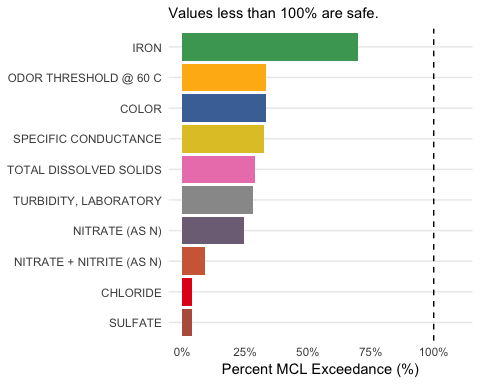 Values less than 100% are safe.
IRON
ODOR THRESHOLD @ 60 C
COLOR
SPECIFIC CONDUCTANCE
TOTAL DISSOLVED SOLIDS
TURBIDITY, LABORATORY
NITRATE (AS N)
NITRATE + NITRITE (AS N)
CHLORIDE
SULFATE
0% 25% 50% 75% 100%
Percent MCL Exceedance (%)